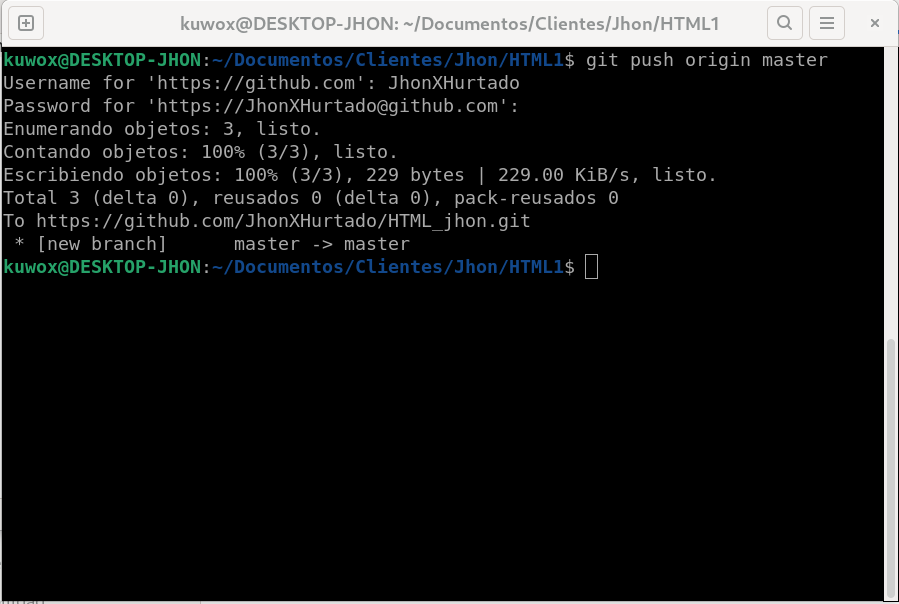 kuwox@DESKTOP-JHON: ~/Documentos/Clientes/Jhon/HTML1
kuwox@DESKTOP-JHON:~/Documentos/Clientes/Jhon/HTML1$ git push origin master
Username for 'https://github.com': JhonXHurtado
Password for 'https://JhonXHurtado@github.com':
Enumerando objetos: 3, listo.
Contando objetos: 100% (3/3), listo.
Escribiendo objetos: 100% (3/3), 229 bytes | 229.00 KiB/s, listo.
Total 3 (delta 0), reusados 0 (delta 0), pack-reusados 0
To https://github.com/JhonXHurtado/HTML_jhon.git
 * [new branch]      master -> master
kuwox@DESKTOP-JHON:~/Documentos/Clientes/Jhon/HTML1$